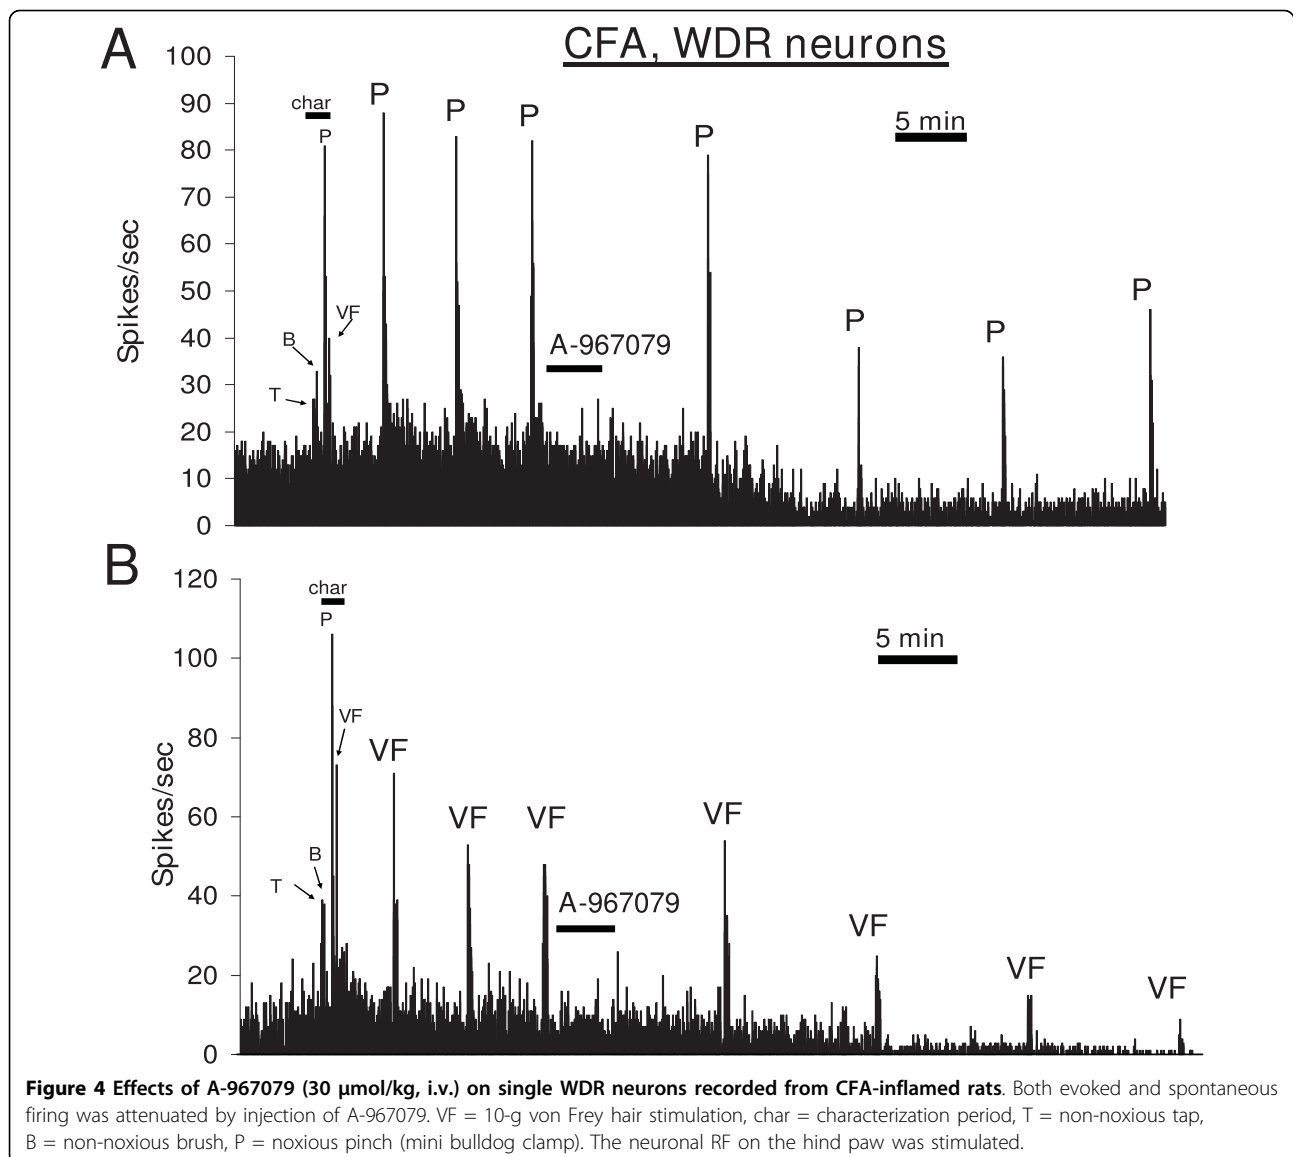 A
CFA, WDR neurons
100
90
80
70
60
50
40
30
20
10
0
Spikes/sec
char
P
P
P
P
P
5 min
VF
B
T
A-967079
P
P
P
B
120
100
80
60
40
20
0
Spikes/sec
char
P
5 min
VF
VF
VF
VF
VF
B
T
A-967079
VF
VF
VF
Figure 4 Effects of A-967079 (30 μmol/kg, i.v.) on single WDR neurons recorded from CFA-inflamed rats. Both evoked and spontaneous
firing was attenuated by injection of A-967079. VF = 10-g von Frey hair stimulation, char = characterization period, T = non-noxious tap,
B = non-noxious brush, P = noxious pinch (mini bulldog clamp). The neuronal RF on the hind paw was stimulated.